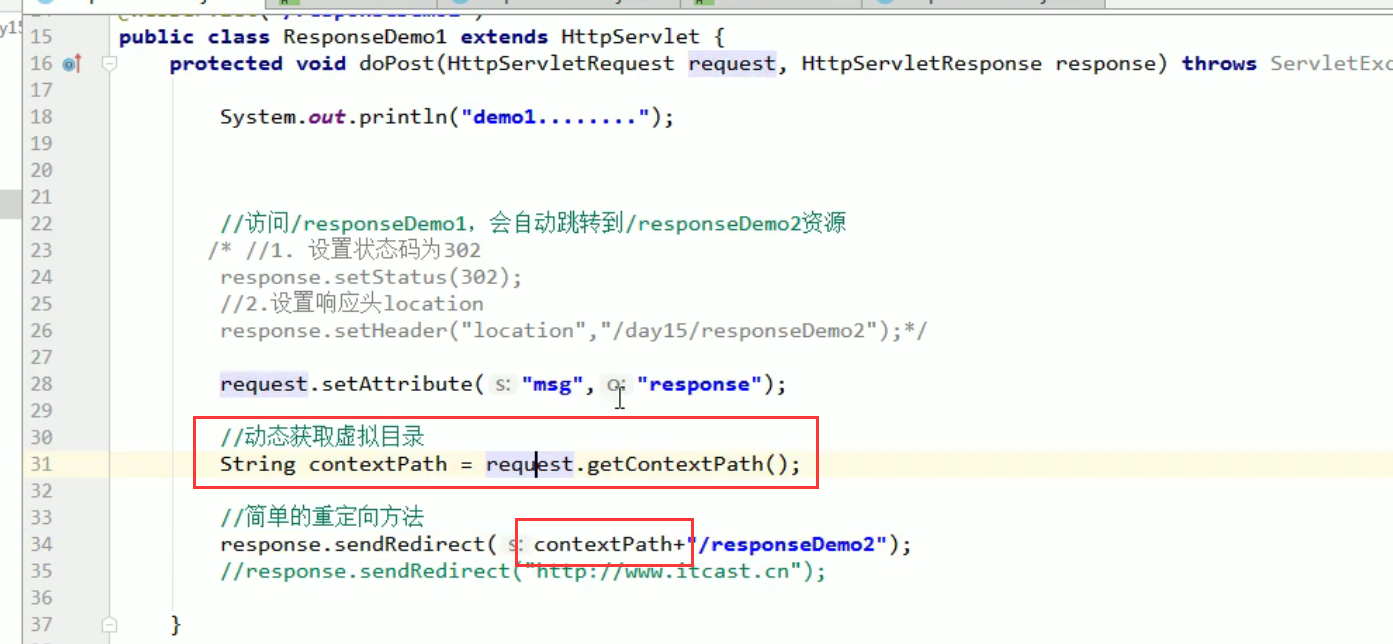 15 public class ResponseDemo1 extends HttpServlet {
16 protected void doPost(HttpServletRequest request, HttpServletResponse response) throws ServletExc
17
18 System.out.println("demo1........");
19
20
21
22 //访问/responseDemo1，会自动跳转到/responseDemo2资源
23 /* //1. 设置状态码为302
24 response.setStatus(302);
25 //2.设置响应头location
26 response.setHeader("location","/day15/responseDemo2");*/
27
28 request.setAttribute( s: "msg", o: "response");
29
30 //动态获取虚拟目录
31 String contextPath = request.getContextPath();
32
33 //简单的重定向方法
34 response.sendRedirect( s: contextPath+"/responseDemo2");
35 //response.sendRedirect("http://www.itcast.cn");
36
37 }